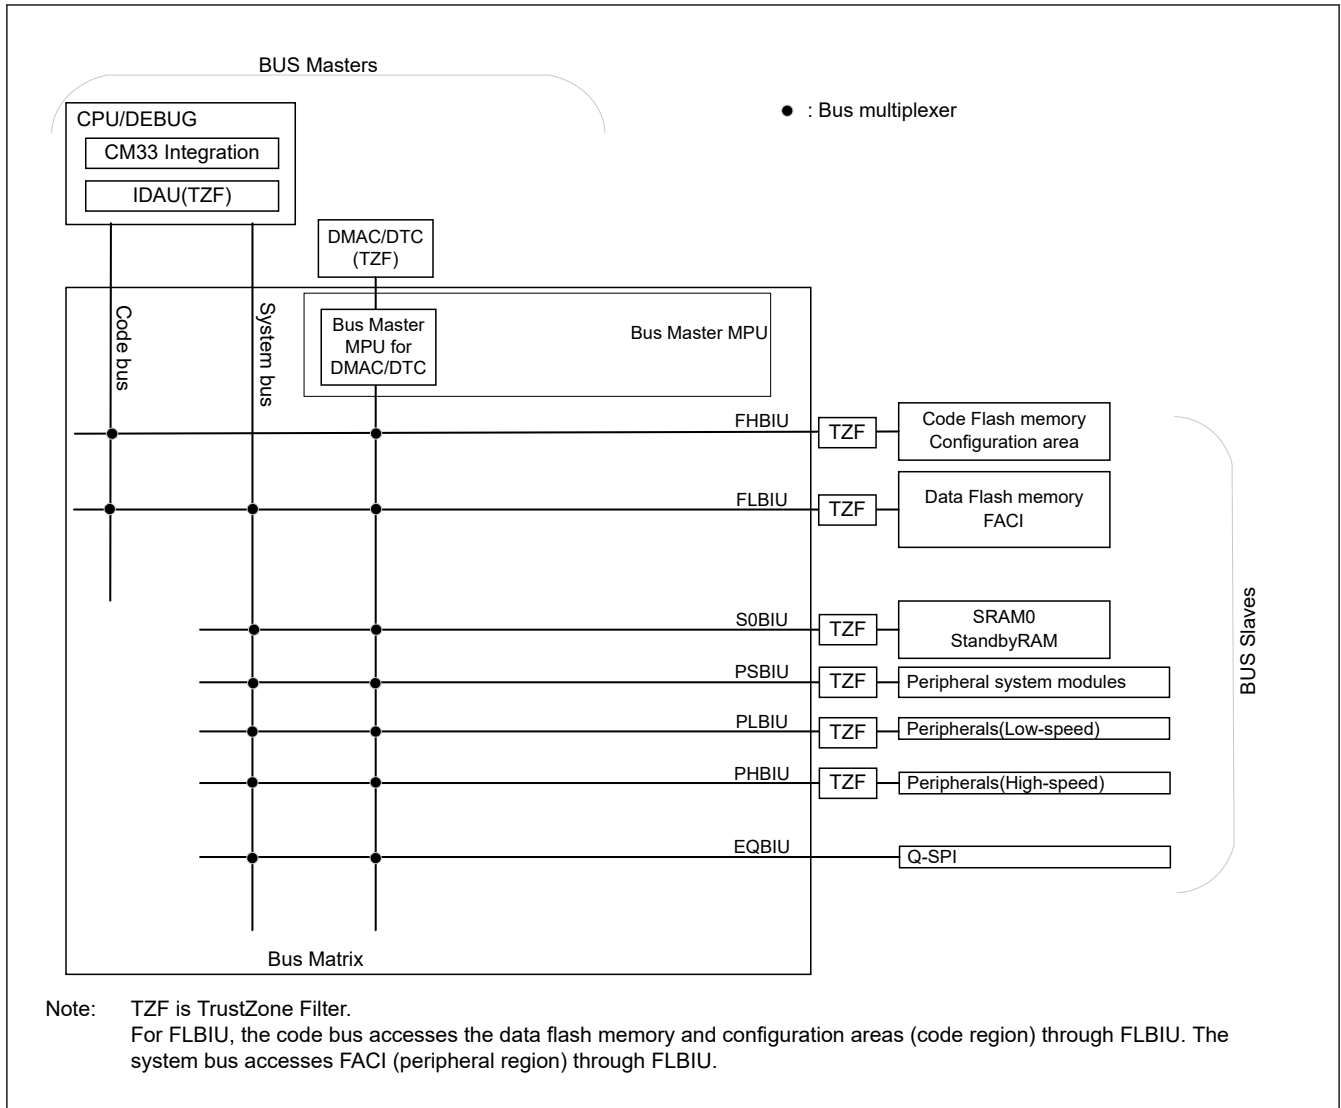 BUS Masters
CPU/DEBUG
CM33 Integration
IDAU(TZF)
● : Bus multiplexer
DMAC/DTC
(TZF)
Code bus
System bus
Bus Master
MPU for
DMAC/DTC
Bus Master MPU
FHBIU
TZF
Code Flash memory
Configuration area
FLBIU
TZF
Data Flash memory
FACI
S0BIU
TZF
SRAM0
StandbyRAM
PSBIU
TZF
Peripheral system modules
PLBIU
TZF
Peripherals(Low-speed)
PHBIU
TZF
Peripherals(High-speed)
EQBIU
Q-SPI
BUS Slaves
Bus Matrix
Note: TZF is TrustZone Filter.
For FLBIU, the code bus accesses the data flash memory and configuration areas (code region) through FLBIU. The
system bus accesses FACI (peripheral region) through FLBIU.